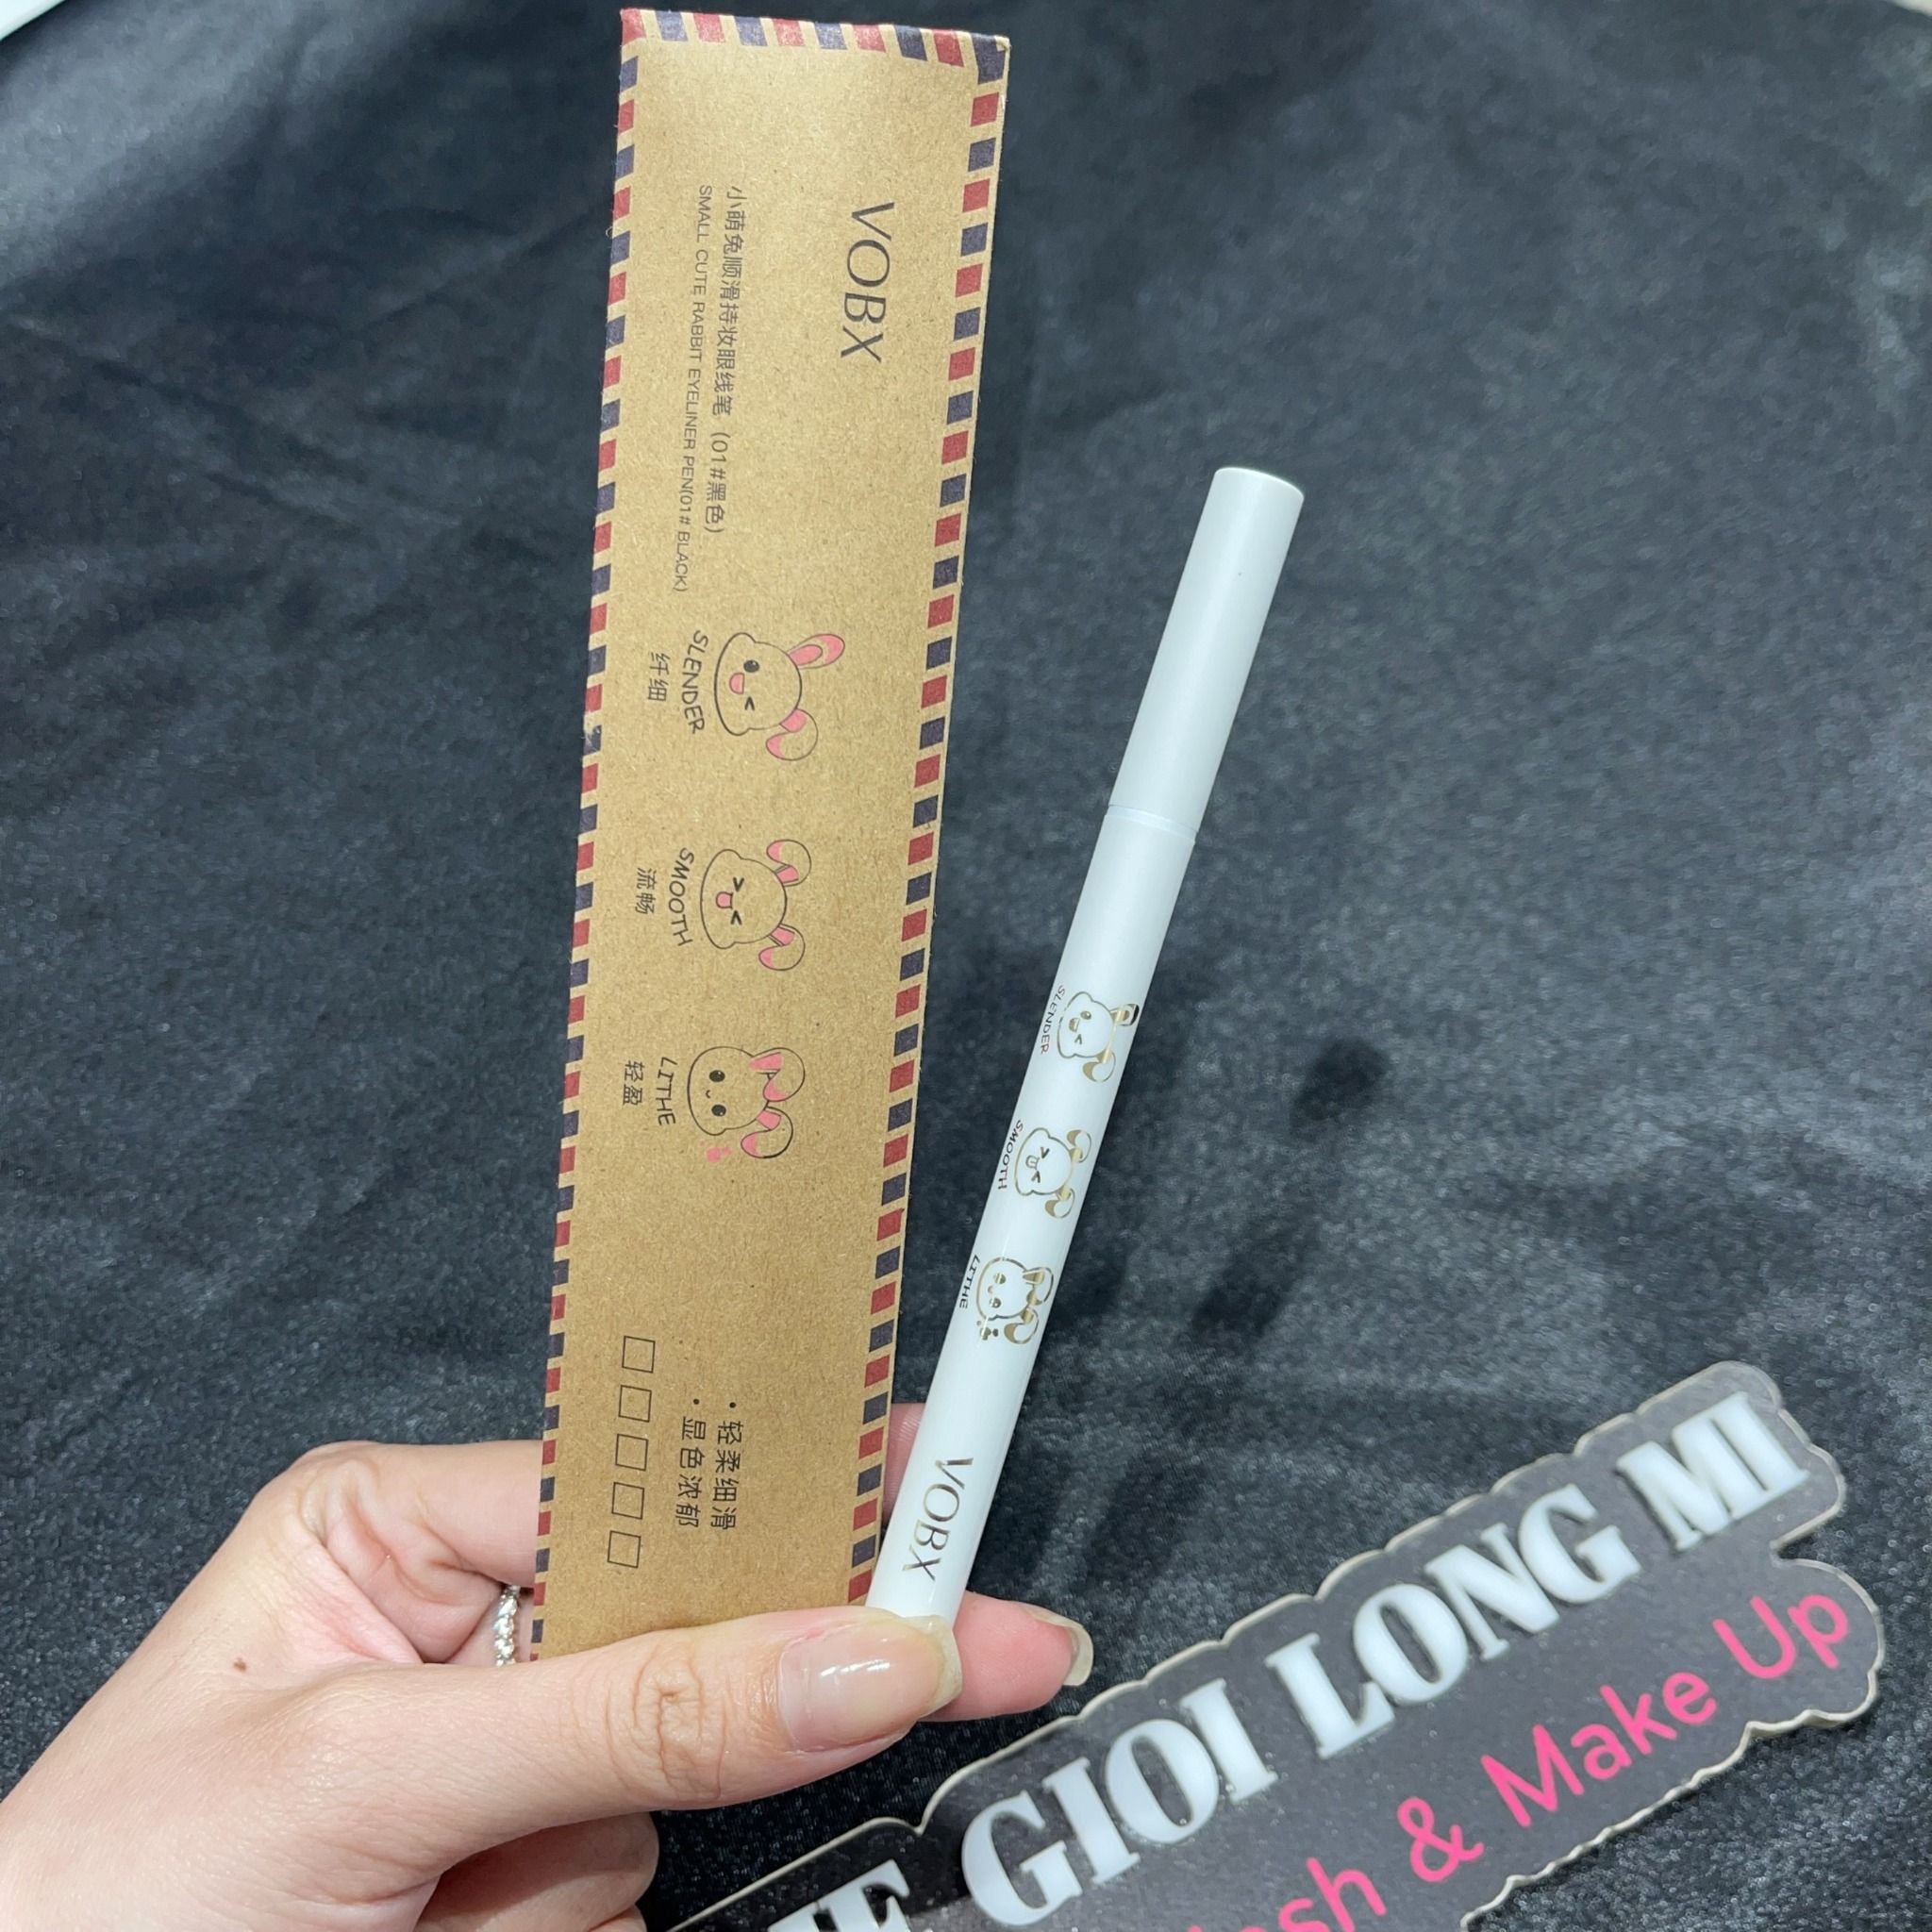 VOBX
小萌兔顺滑持妆眼线笔（01#黑色）
SMALL CUTE RABBIT EYELINER PEN(01# BLACK)
SLENDER
纤细
SMOOTH
流畅
LITHE
轻盈
・轻柔细滑
・显色浓郁
SLENDER
SMOOTH
LITHE
VOBX
GIOI LONG MI
& Make Up